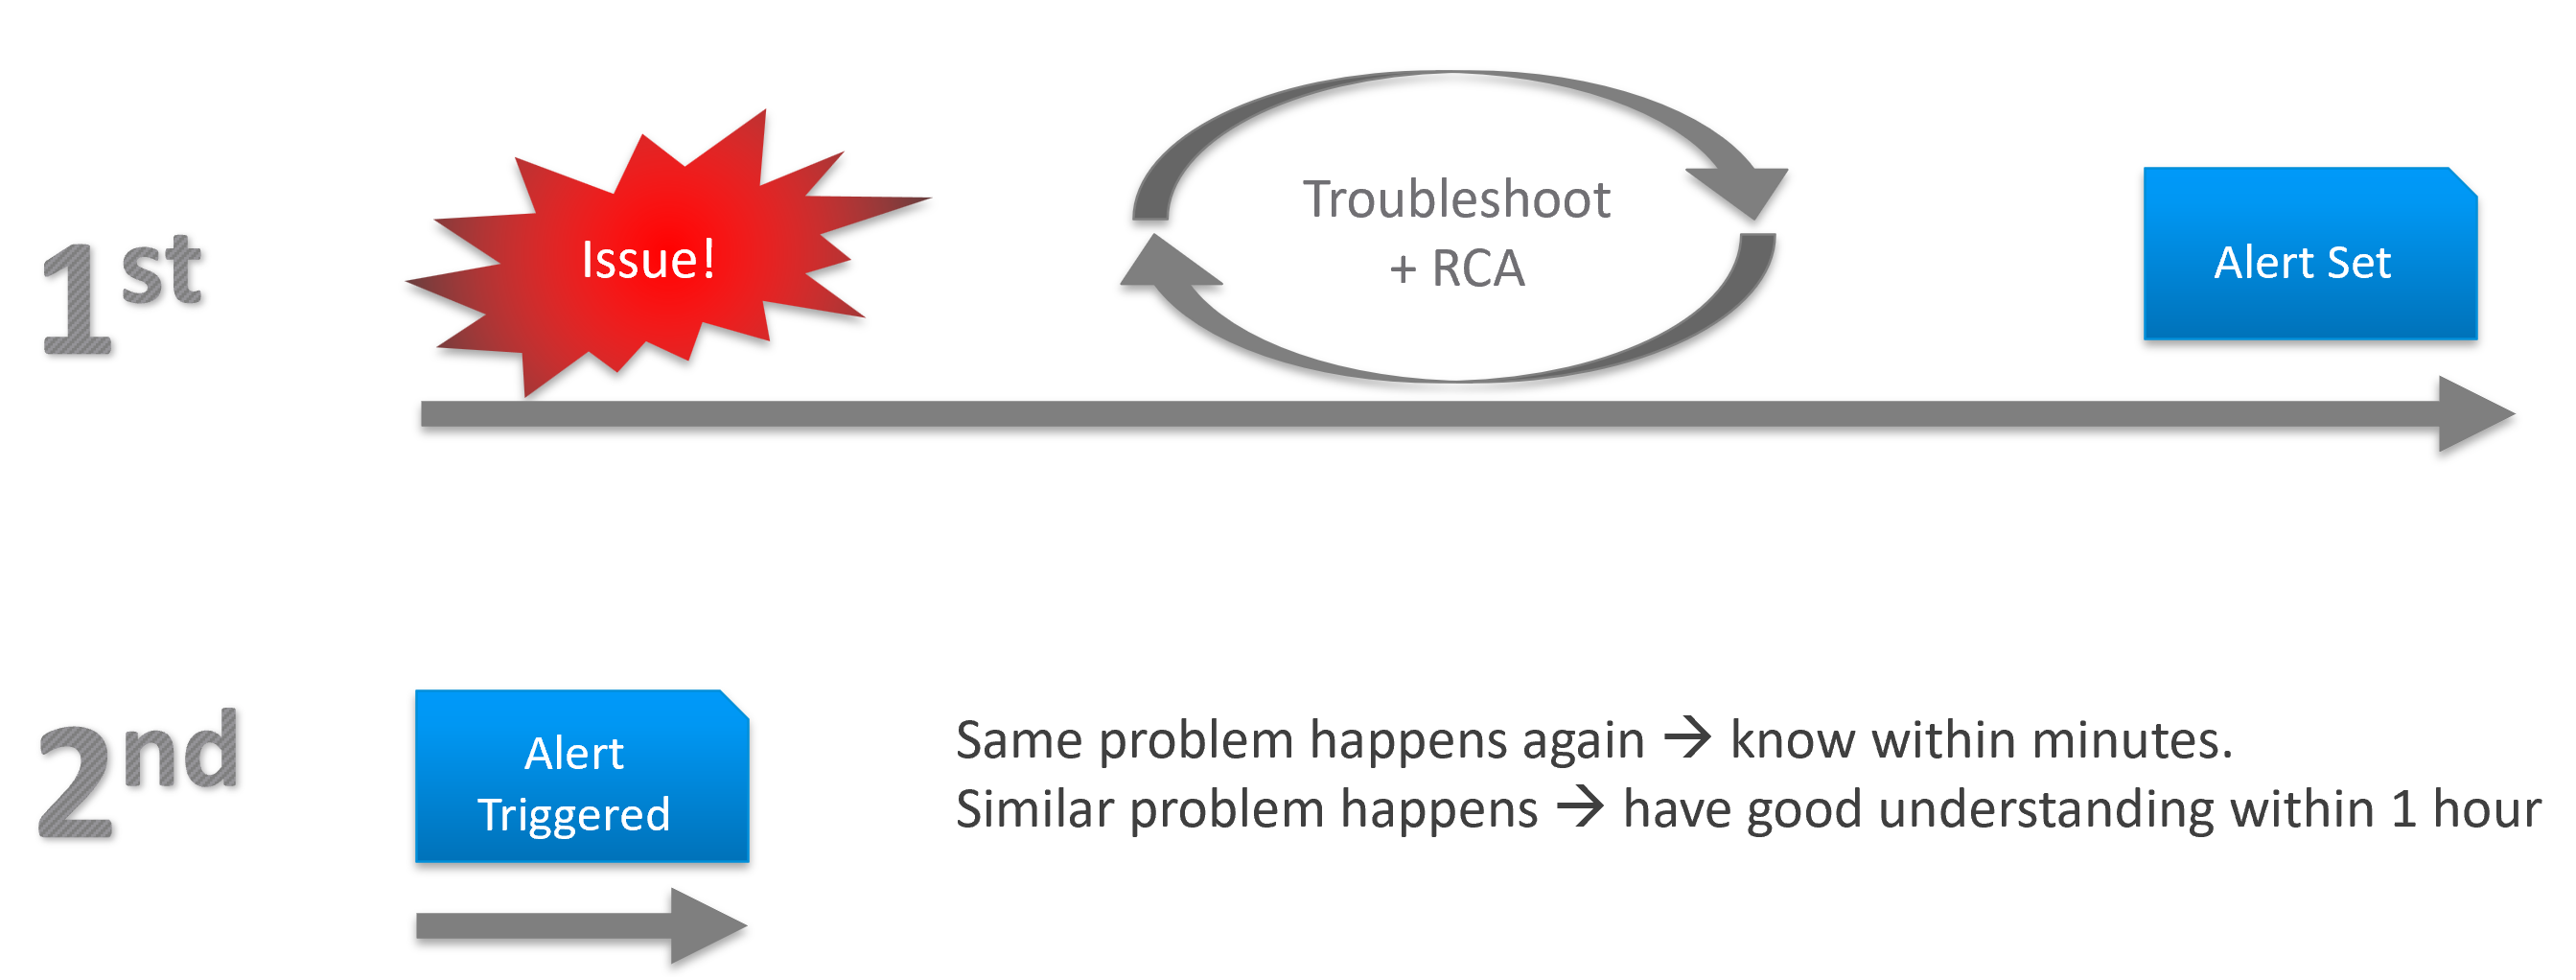 1st
Issue!
Troubleshoot
+ RCA
Alert Set
2nd
Alert
Triggered
Same problem happens again → know within minutes.
Similar problem happens → have good understanding within 1 hour